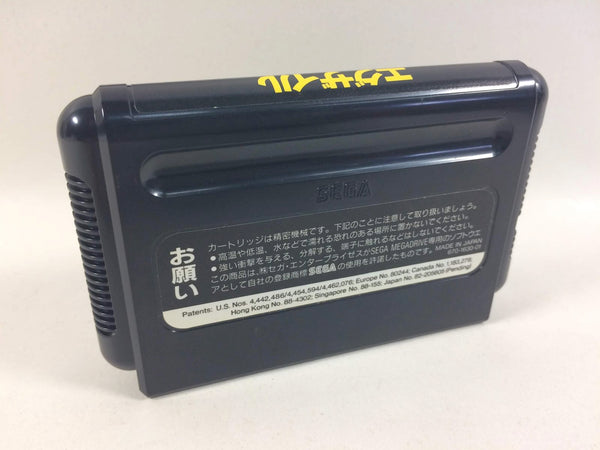 エグザイル
SEGA
お願い
カートリッジは精密機械です。下記のことに注意して取り扱いましょう。
●高温や低温、水などで濡れる恐れのある場所に置かないでください。
●強い衝撃を与える、分解する、端子に触れるなどはしないでください。
この商品は、㈱セガ・エンタープライゼスがSEGA MEGADRIVE専用のソフトウエ
アとして自社の登録商標 SEGA の使用を許諾したものです。 MADE IN JAPAN
670-1630-01
Patents: U.S. Nos. 4,442,486/4,454,594/4,462,076; Europe No. 80244; Canada No. 1,183,276;
Hong Kong No. 88-4302; Singapore No. 88-155; Japan No. 82-205605 (Pending)